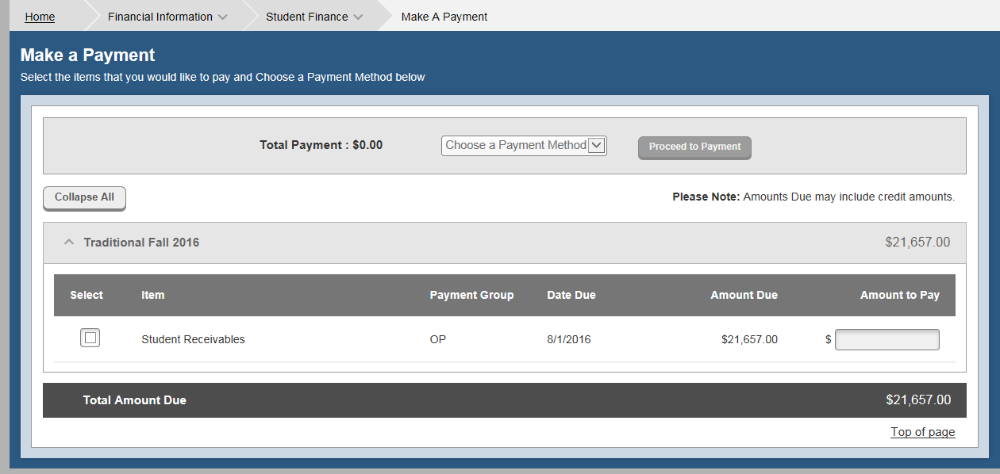 Home Financial Information Student Finance Make A Payment
Make a Payment
Select the items that you would like to pay and Choose a Payment Method below
Total Payment : $0.00 Choose a Payment Method Proceed to Payment
Collapse All Please Note: Amounts Due may include credit amounts.
Traditional Fall 2016 $21,657.00
Select Item Payment Group Date Due Amount Due Amount to Pay
Student Receivables OP 8/1/2016 $21,657.00 $
Total Amount Due $21,657.00
Top of page